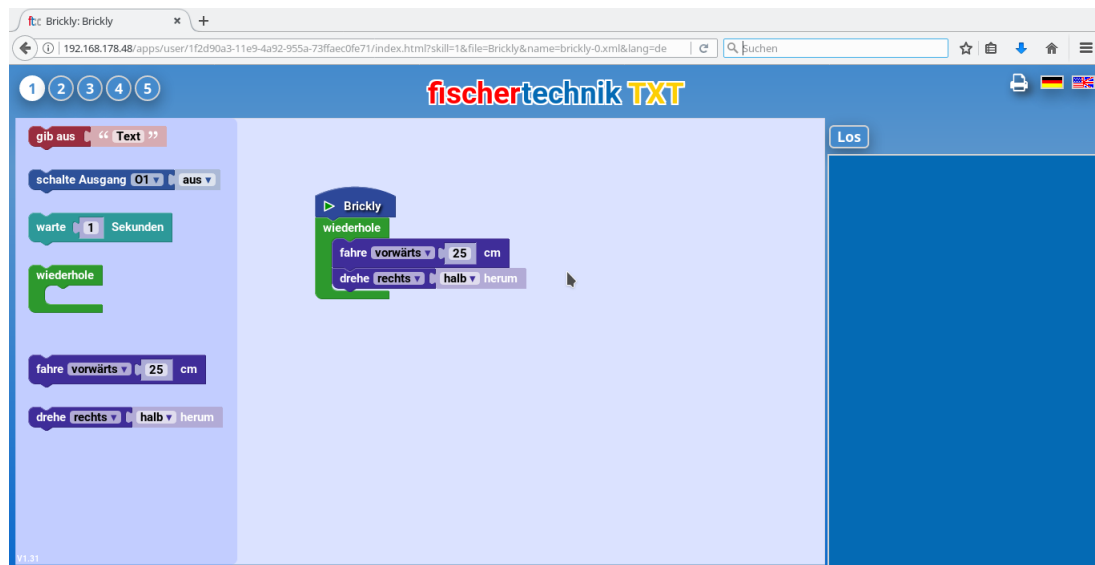 ftc Brickly: Brickly × +
192.168.178.48/apps/user/1f2d90a3-11e9-4a92-955a-73ffaec0fe71/index.html?skill=1&file=Brickly&name=brickly-0.xml&lang=de Suchen
1 2 3 4 5
fischertechnik TXT
gib aus “ Text ”
schalte Ausgang O1 ▾ aus ▾
warte 1 Sekunden
wiederhole
fahre vorwärts ▾ 25 cm
drehe rechts ▾ halb ▾ herum
Brickly
wiederhole
fahre vorwärts ▾ 25 cm
drehe rechts ▾ halb ▾ herum
Los
V1.31